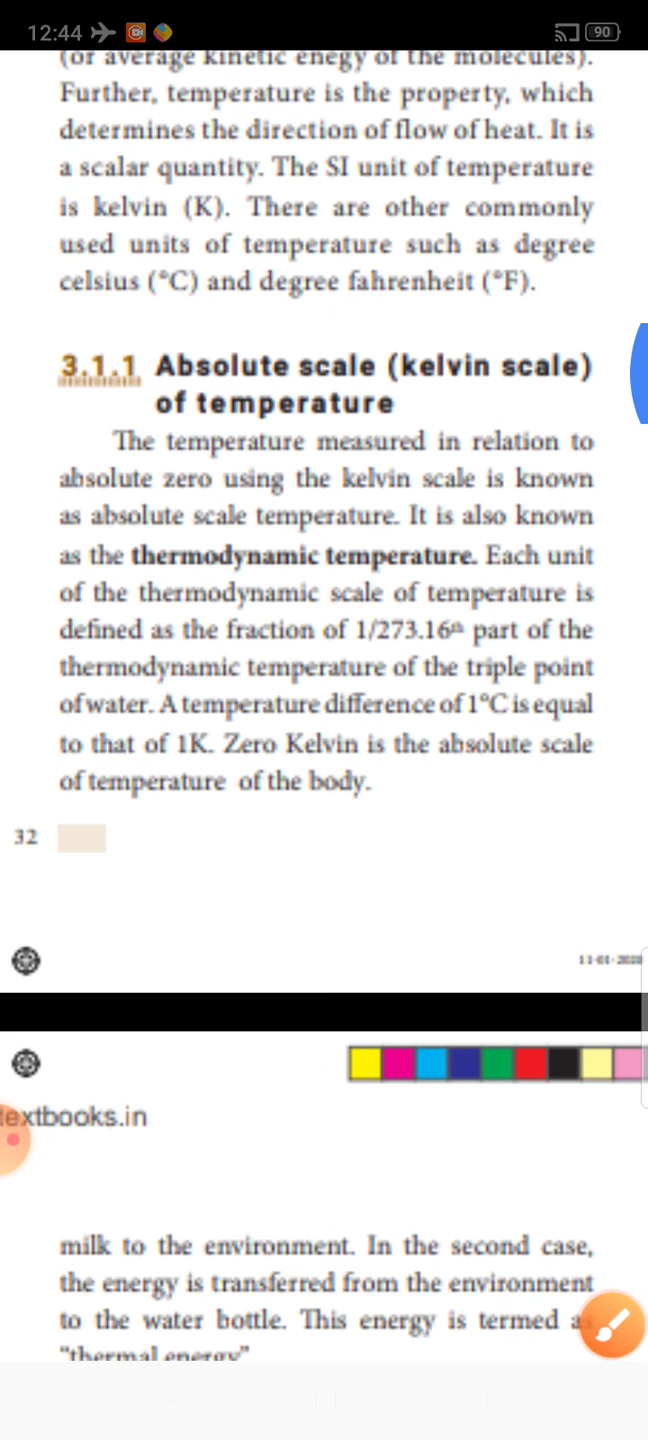 12:44
90
(or average kinetic enegy of the molecules).
Further, temperature is the property, which
determines the direction of flow of heat. It is
a scalar quantity. The SI unit of temperature
is kelvin (K). There are other commonly
used units of temperature such as degree
celsius (°C) and degree fahrenheit (°F).
3.1.1 Absolute scale (kelvin scale)
of temperature
The temperature measured in relation to
absolute zero using the kelvin scale is known
as absolute scale temperature. It is also known
as the thermodynamic temperature. Each unit
of the thermodynamic scale of temperature is
defined as the fraction of 1/273.16th part of the
thermodynamic temperature of the triple point
of water. A temperature difference of 1°C is equal
to that of 1K. Zero Kelvin is the absolute scale
of temperature of the body.
32
11-01-2020
textbooks.in
milk to the environment. In the second case,
the energy is transferred from the environment
to the water bottle. This energy is termed as
"thermal energy"